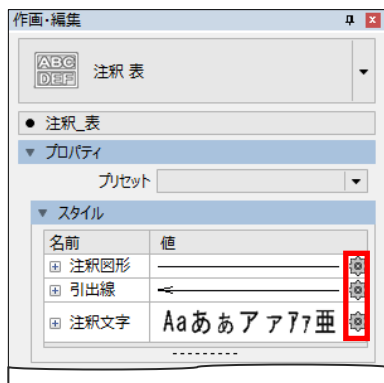 作画・編集
ABC
DEF
注釈 表
注釈_表
プロパティ
プリセット
スタイル
名前 値
注釈図形
引出線
注釈文字 Aaあぁアァｱｧ亜